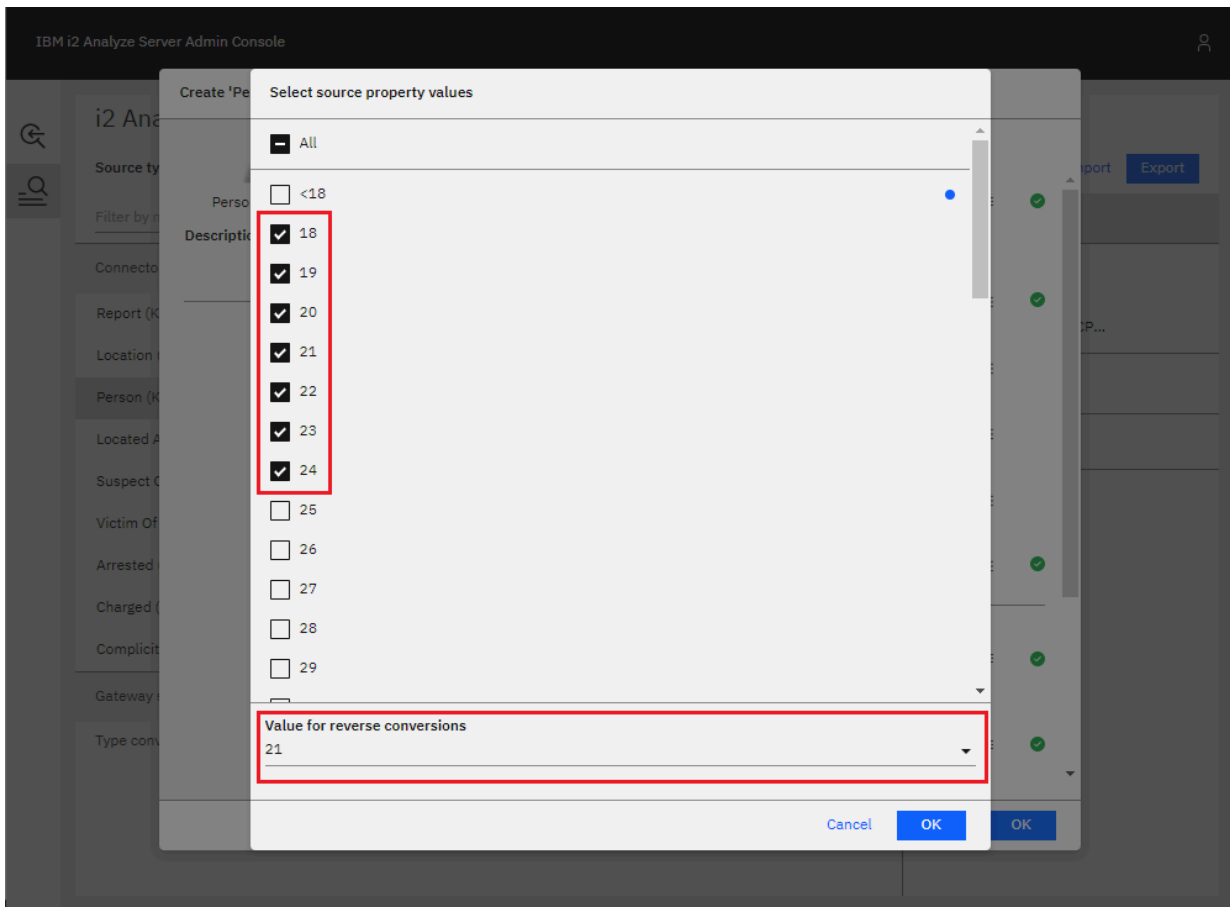 IBM i2 Analyze Server Admin Console
Create 'Pe
Select source property values
i2 Ana
All
Source ty
port
Export
<18
Perso
Filter by n
18
Descriptio
Connecto
19
Report (K
20
CP...
Location
21
Person (K
22
Located A
23
Suspect C
24
Victim Of
25
26
Arrested
27
Charged (
28
Complicit
29
Gateway s
Value for reverse conversions
Type conv
21
Cancel
OK
OK